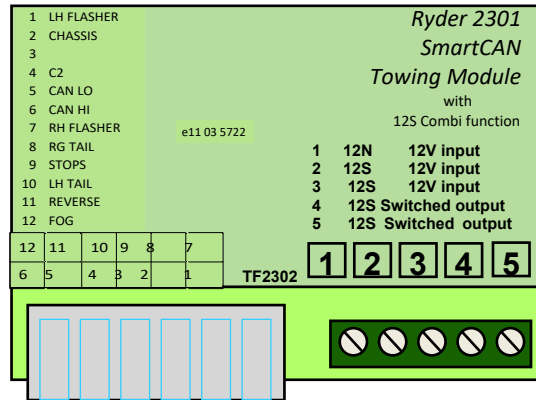 1 LH FLASHER
2 CHASSIS
3
4 C2
5 CAN LO
6 CAN HI
7 RH FLASHER
8 RG TAIL
9 STOPS
10 LH TAIL
11 REVERSE
12 FOG
e11 03 5722
Ryder 2301
SmartCAN
Towing Module
with
12S Combi function
1 12N 12V input
2 12S 12V input
3 12S 12V input
4 12S Switched output
5 12S Switched output
12 11 10 9 8 7
6 5 4 3 2 1
TF2302
1 2 3 4 5